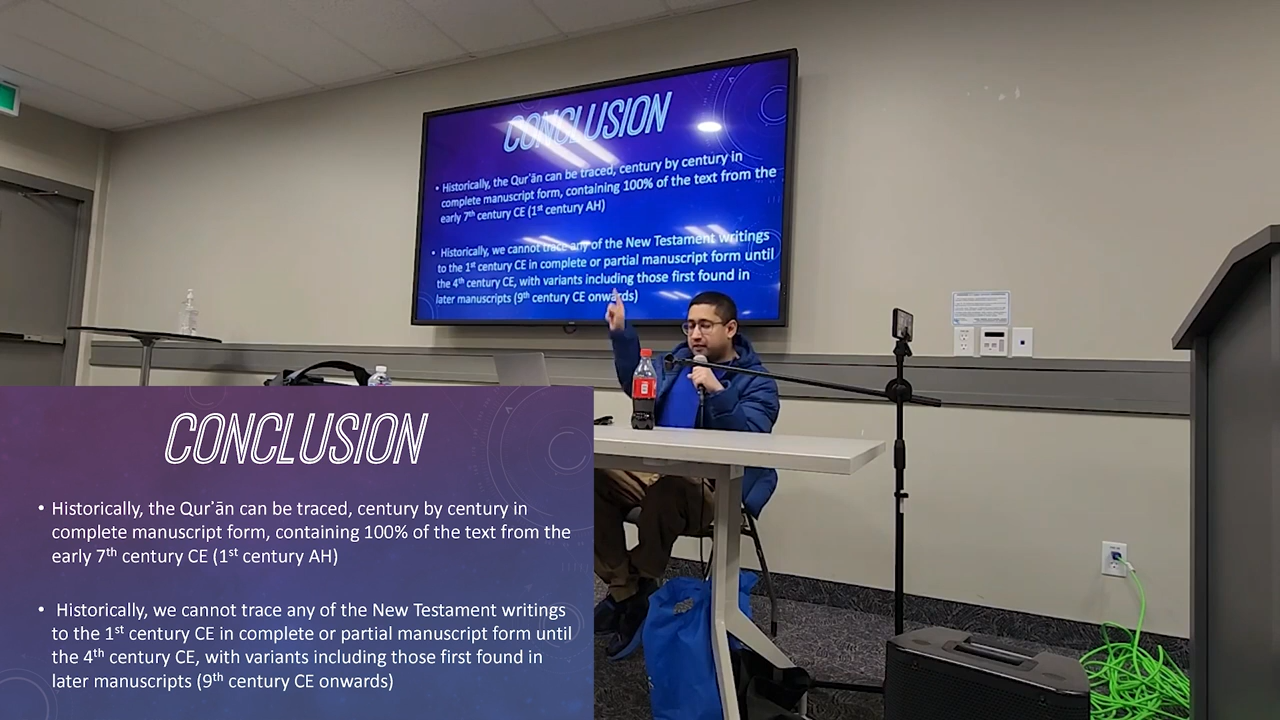 CONCLUSION
• Historically, the Qurʾān can be traced, century by century in
complete manuscript form, containing 100% of the text from the
early 7th century CE (1st century AH)
• Historically, we cannot trace any of the New Testament writings
to the 1st century CE in complete or partial manuscript form until
the 4th century CE, with variants including those first found in
later manuscripts (9th century CE onwards)
CONCLUSION
• Historically, the Qurʾān can be traced, century by century in
complete manuscript form, containing 100% of the text from the
early 7th century CE (1st century AH)
• Historically, we cannot trace any of the New Testament writings
to the 1st century CE in complete or partial manuscript form until
the 4th century CE, with variants including those first found in
later manuscripts (9th century CE onwards)